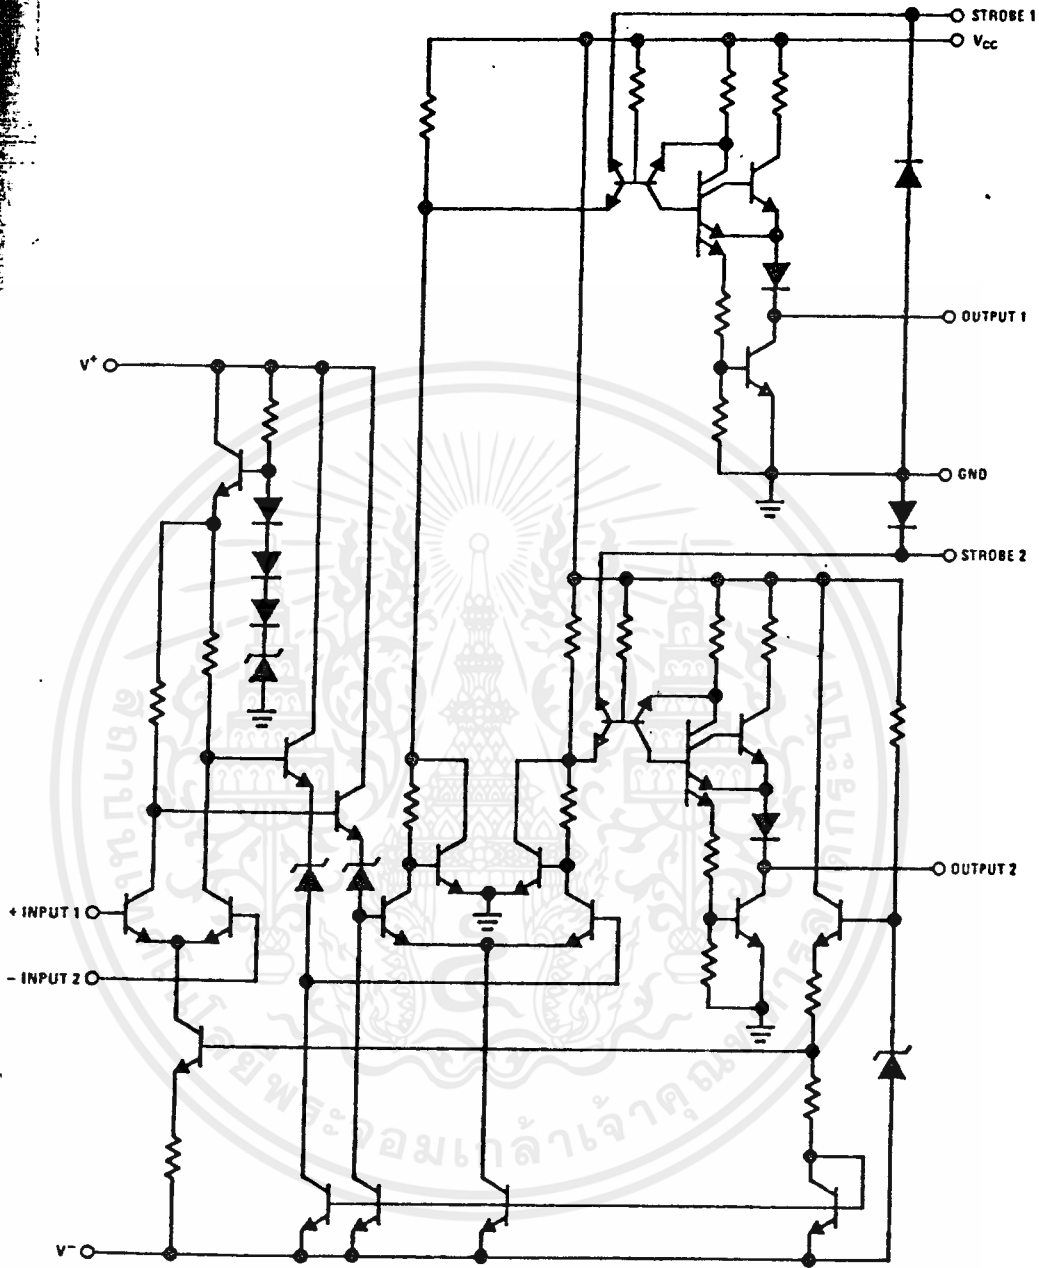 STROBE 1
VCC
OUTPUT 1
V+
GND
STROBE 2
OUTPUT 2
+ INPUT 1
- INPUT 2
V-